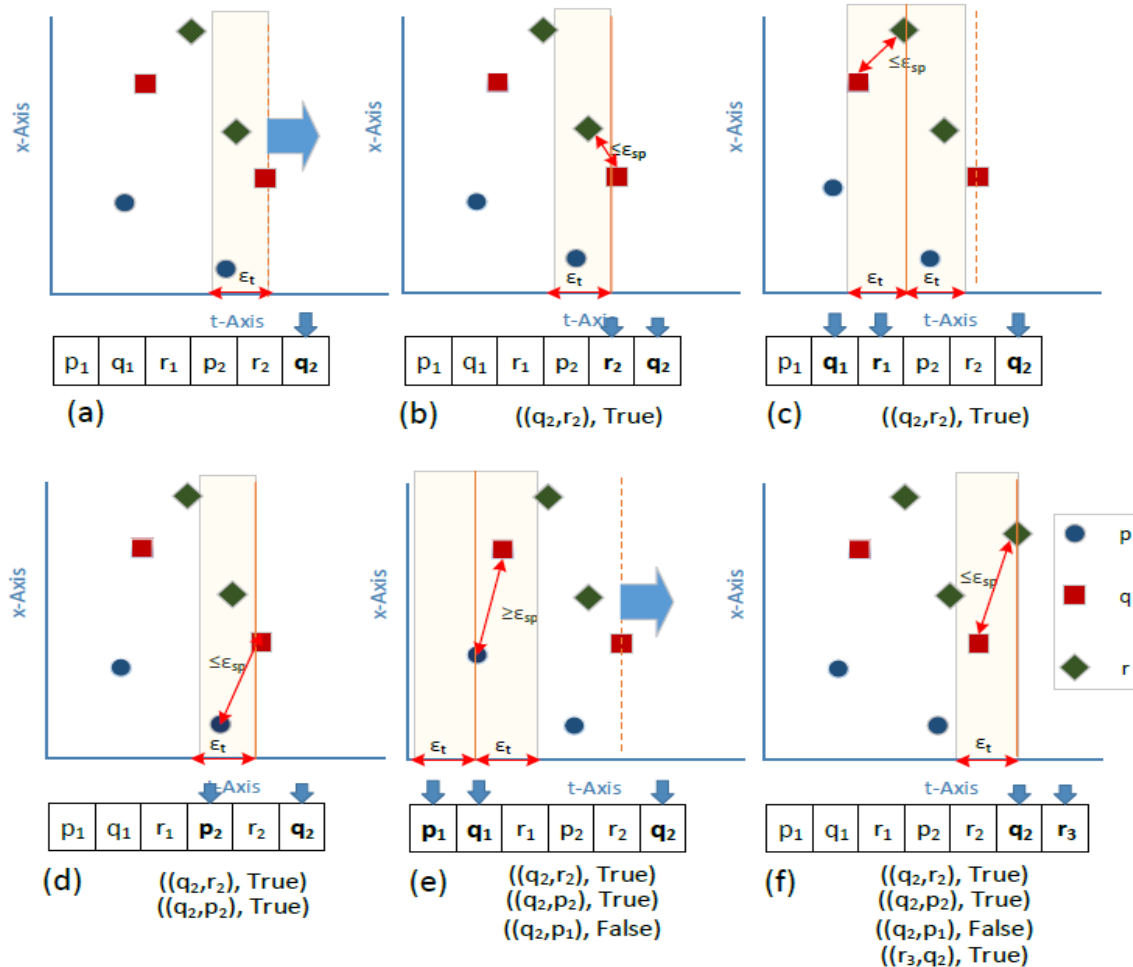 x-Axis
εt
t-Axis
p1 q1 r1 p2 r2 q2
(a)
x-Axis
≤εsp
εt
t-Axis
p1 q1 r1 p2 r2 q2
(b)
((q2,r2), True)
x-Axis
≤εsp
εt εt
t-Axis
p1 q1 r1 p2 r2 q2
(c)
((q2,r2), True)
x-Axis
≤εsp
εt
t-Axis
p1 q1 r1 p2 r2 q2
(d)
((q2,r2), True)
((q2,p2), True)
x-Axis
≥εsp
εt εt
t-Axis
p1 q1 r1 p2 r2 q2
(e)
((q2,r2), True)
((q2,p2), True)
((q2,p1), False)
x-Axis
≤εsp
εt
t-Axis
p1 q1 r1 p2 r2 q2 r3
(f)
((q2,r2), True)
((q2,p2), True)
((q2,p1), False)
((r3,q2), True)
p
q
r